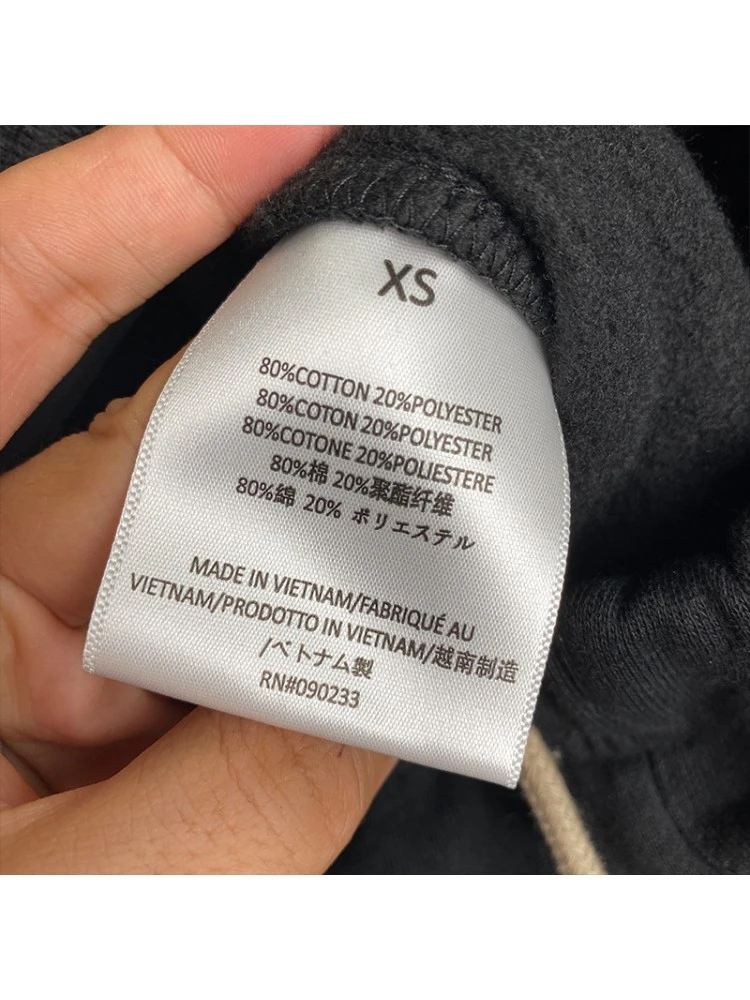 XS
80%COTTON 20%POLYESTER
80%COTON 20%POLYESTER
80%COTONE 20%POLIESTERE
80%棉 20%聚酯纤维
80%綿 20% ポリエステル
MADE IN VIETNAM/FABRIQUÉ AU
VIETNAM/PRODOTTO IN VIETNAM/越南制造
/ベトナム製
RN#090233